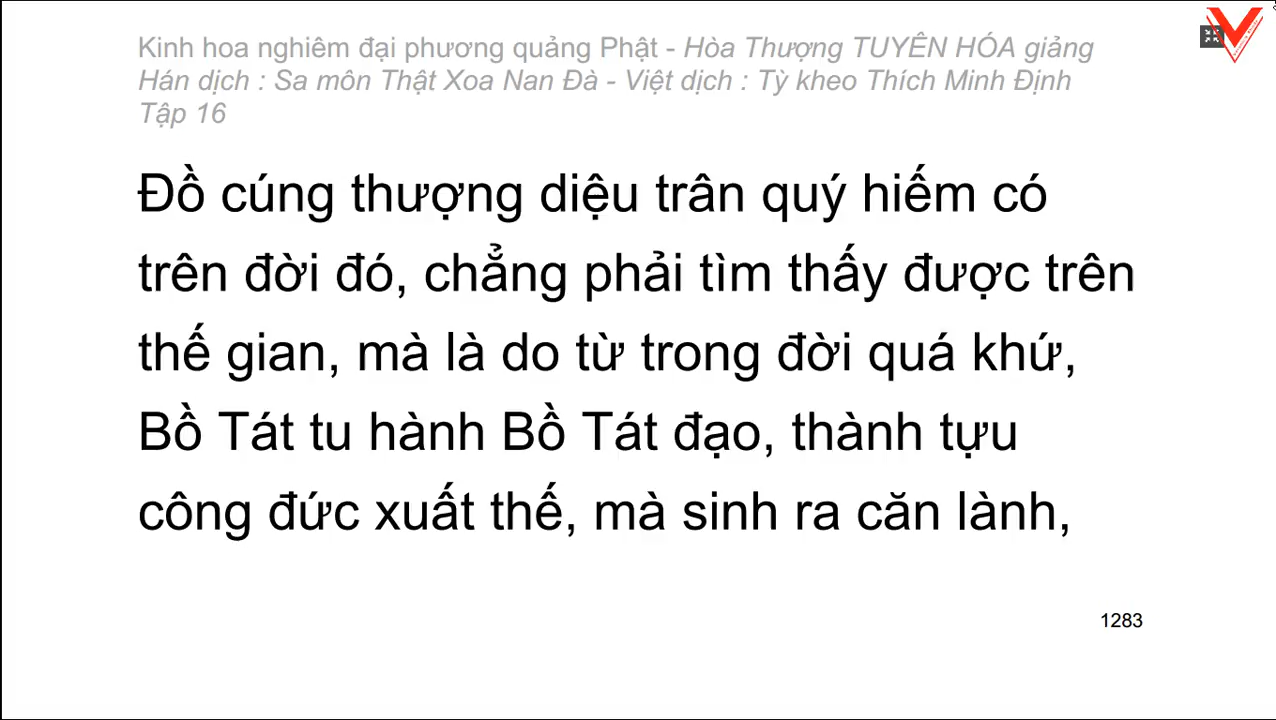 Kinh hoa nghiêm đại phương quảng Phật - Hòa Thượng TUYÊN HÓA giảng
Hán dịch : Sa môn Thật Xoa Nan Đà - Việt dịch : Tỳ kheo Thích Minh Định
Tập 16
Đồ cúng thượng diệu trân quý hiếm có
trên đời đó, chẳng phải tìm thấy được trên
thế gian, mà là do từ trong đời quá khứ,
Bồ Tát tu hành Bồ Tát đạo, thành tựu
công đức xuất thế, mà sinh ra căn lành,
1283